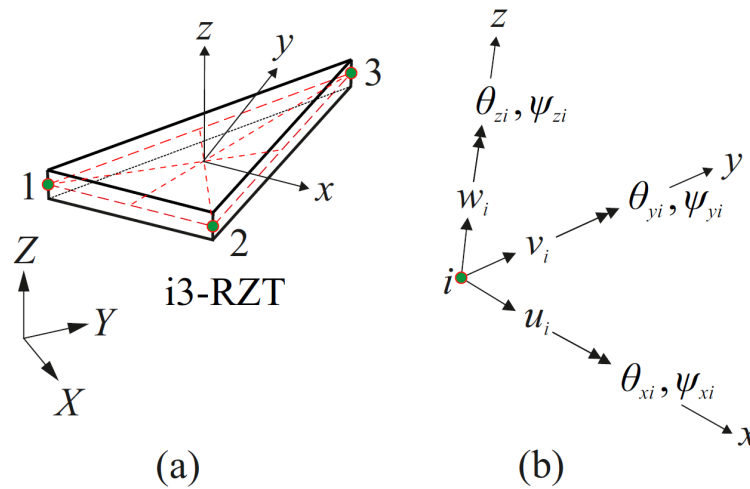 z
y
3
1
x
2
i3-RZT
Z
Y
X
(a)
z
θzi, ψzi
y
wi
θyi, ψyi
vi
i
ui
θxi, ψxi
x
(b)